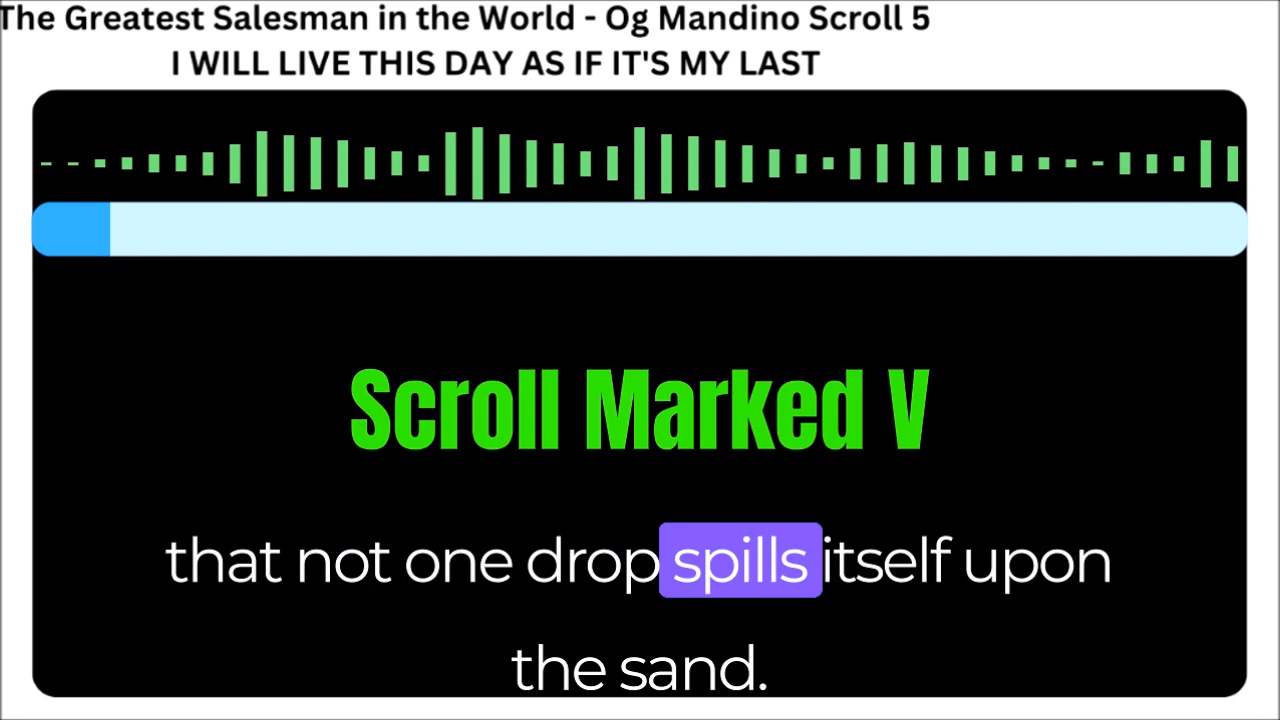 The Greatest Salesman in the World - Og Mandino Scroll 5
I WILL LIVE THIS DAY AS IF IT'S MY LAST
Scroll Marked V
that not one drop spills itself upon
the sand.